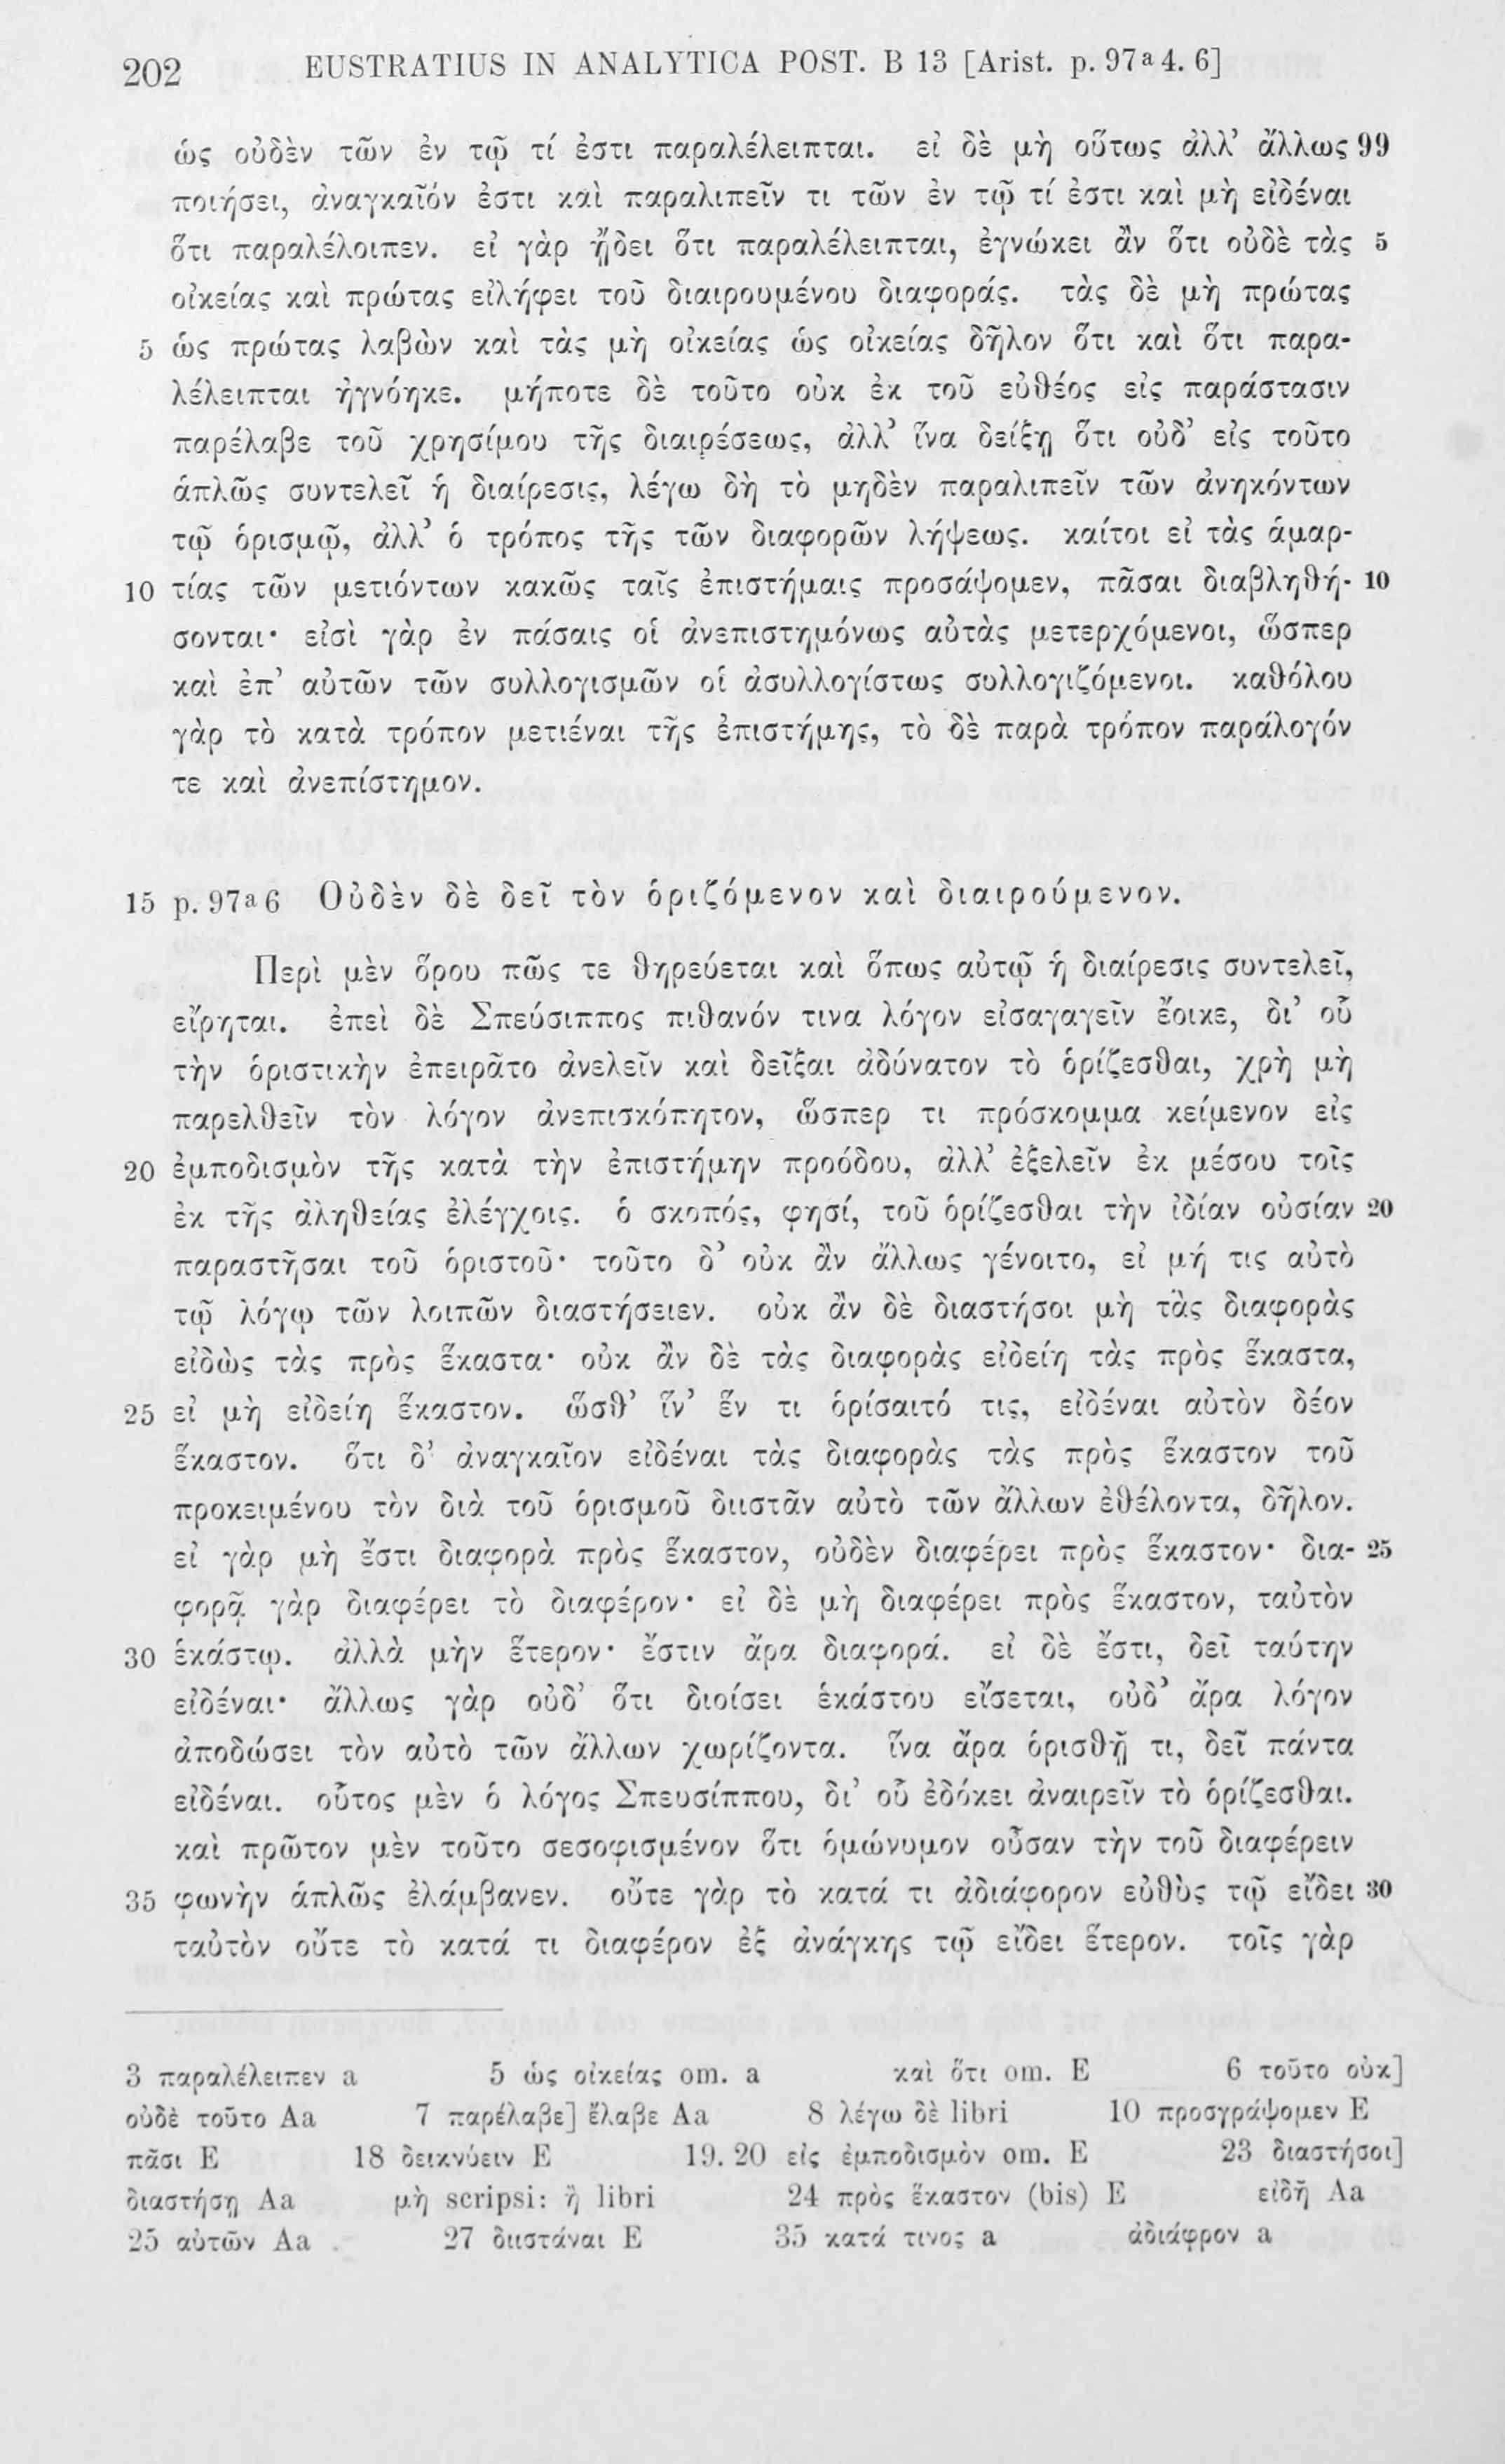 202 EUSTRATIUS IN ANALYTICA POST. B 13 [Arist. p. 97ᵃ4. 6]
ὡς οὐδὲν τῶν ἐν τῷ τί ἐστι παραλέλειπται. εἰ δὲ μὴ οὕτως ἀλλ’ ἄλλως 99
ποιήσει, ἀναγκαῖόν ἐστι καὶ παραλιπεῖν τι τῶν ἐν τῷ τί ἐστι καὶ μὴ εἰδέναι
ὅτι παραλέλοιπεν. εἰ γὰρ ᾔδει ὅτι παραλέλειπται, ἐγνώκει ἂν ὅτι οὐδὲ τὰς 5
οἰκείας καὶ πρώτας εἰλήφει τοῦ διαιρουμένου διαφοράς. τὰς δὲ μὴ πρώτας
5 ὡς πρώτας λαβὼν καὶ τὰς μὴ οἰκείας ὡς οἰκείας δῆλον ὅτι καὶ ὅτι παρα-
λέλειπται ἠγνόηκε. μήποτε δὲ τοῦτο οὐκ ἐκ τοῦ εὐθέος εἰς παράστασιν
παρέλαβε τοῦ χρησίμου τῆς διαιρέσεως, ἀλλ’ ἵνα δείξῃ ὅτι οὐδ’ εἰς τοῦτο
ἁπλῶς συντελεῖ ἡ διαίρεσις, λέγω δὴ τὸ μηδὲν παραλιπεῖν τῶν ἀνηκόντων
τῷ ὁρισμῷ, ἀλλ’ ὁ τρόπος τῆς τῶν διαφορῶν λήψεως. καίτοι εἰ τὰς ἁμαρ-
10 τίας τῶν μετιόντων κακῶς ταῖς ἐπιστήμαις προσάψομεν, πᾶσαι διαβληθή- 10
σονται· εἰσὶ γὰρ ἐν πάσαις οἱ ἀνεπιστημόνως αὐτὰς μετερχόμενοι, ὥσπερ
καὶ ἐπ’ αὐτῶν τῶν συλλογισμῶν οἱ ἀσυλλογίστως συλλογιζόμενοι. καθόλου
γὰρ τὸ κατὰ τρόπον μετιέναι τῆς ἐπιστήμης, τὸ δὲ παρὰ τρόπον παράλογόν
τε καὶ ἀνεπίστημον.
15 p. 97ᵃ6 Οὐδὲν δὲ δεῖ τὸν ὁριζόμενον καὶ διαιρούμενον.
Περὶ μὲν ὅρου πῶς τε θηρεύεται καὶ ὅπως αὐτῷ ἡ διαίρεσις συντελεῖ,
εἴρηται. ἐπεὶ δὲ Σπεύσιππος πιθανόν τινα λόγον εἰσαγαγεῖν ἔοικε, δι’ οὗ
τὴν ὁριστικὴν ἐπειρᾶτο ἀνελεῖν καὶ δεῖξαι ἀδύνατον τὸ ὁρίζεσθαι, χρὴ μὴ
παρελθεῖν τὸν λόγον ἀνεπισκόπητον, ὥσπερ τι πρόσκομμα κείμενον εἰς
20 ἐμποδισμὸν τῆς κατὰ τὴν ἐπιστήμην προόδου, ἀλλ’ ἐξελεῖν ἐκ μέσου τοῖς
ἐκ τῆς ἀληθείας ἐλέγχοις. ὁ σκοπός, φησί, τοῦ ὁρίζεσθαι τὴν ἰδίαν οὐσίαν 20
παραστῆσαι τοῦ ὁριστοῦ· τοῦτο δ’ οὐκ ἂν ἄλλως γένοιτο, εἰ μή τις αὐτὸ
τῷ λόγῳ τῶν λοιπῶν διαστήσειεν. οὐκ ἂν δὲ διαστήσοι μὴ τὰς διαφορὰς
εἰδὼς τὰς πρὸς ἕκαστα· οὐκ ἂν δὲ τὰς διαφορὰς εἰδείη τὰς πρὸς ἕκαστα,
25 εἰ μὴ εἰδείη ἕκαστον. ὥσθ’ ἵν’ ἕν τι ὁρίσαιτό τις, εἰδέναι αὐτὸν δέον
ἕκαστον. ὅτι δ’ ἀναγκαῖον εἰδέναι τὰς διαφορὰς τὰς πρὸς ἕκαστον τοῦ
προκειμένου τὸν διὰ τοῦ ὁρισμοῦ διιστᾶν αὐτὸ τῶν ἄλλων ἐθέλοντα, δῆλον.
εἰ γὰρ μὴ ἔστι διαφορὰ πρὸς ἕκαστον, οὐδὲν διαφέρει πρὸς ἕκαστον· δια- 25
φορᾷ γὰρ διαφέρει τὸ διαφέρον· εἰ δὲ μὴ διαφέρει πρὸς ἕκαστον, ταὐτὸν
30 ἑκάστῳ. ἀλλὰ μὴν ἕτερον· ἔστιν ἄρα διαφορά. εἰ δὲ ἔστι, δεῖ ταύτην
εἰδέναι· ἄλλως γὰρ οὐδ’ ὅτι διοίσει ἑκάστου εἴσεται, οὐδ’ ἄρα λόγον
ἀποδώσει τὸν αὐτὸ τῶν ἄλλων χωρίζοντα. ἵνα ἄρα ὁρισθῇ τι, δεῖ πάντα
εἰδέναι. οὗτος μὲν ὁ λόγος Σπευσίππου, δι’ οὗ ἐδόκει ἀναιρεῖν τὸ ὁρίζεσθαι.
καὶ πρῶτον μὲν τοῦτο σεσοφισμένον ὅτι ὁμώνυμον οὖσαν τὴν τοῦ διαφέρειν
35 φωνὴν ἁπλῶς ἐλάμβανεν. οὔτε γὰρ τὸ κατά τι ἀδιάφορον εὐθὺς τῷ εἴδει 30
ταὐτὸν οὔτε τὸ κατά τι διαφέρον ἐξ ἀνάγκης τῷ εἴδει ἕτερον. τοῖς γὰρ
3 παραλέλειπεν a 5 ὡς οἰκείας om. a καὶ ὅτι om. E 6 τοῦτο οὐκ]
οὐδὲ τοῦτο Aa 7 παρέλαβε] ἔλαβε Aa 8 λέγω δὲ libri 10 προσγράψομεν E
πᾶσι E 18 δεικνύειν E 19. 20 εἰς ἐμποδισμὸν om. E 23 διαστήσοι]
διαστήσῃ Aa μὴ scripsi: ἢ libri 24 πρὸς ἕκαστον (bis) E εἰδῇ Aa
25 αὐτῶν Aa 27 διιστάναι E 35 κατά τινος a ἀδιάφρον a